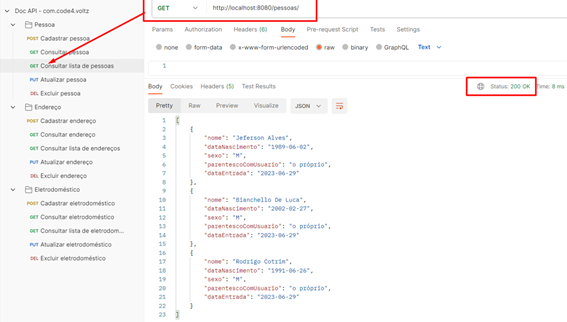 Doc API - com.code4.voltz
Pessoa
POST Cadastrar pessoa
GET Consultar pessoa
GET Consultar lista de pessoas
PUT Atualizar pessoa
DEL Excluir pessoa
Endereço
POST Cadastrar endereço
GET Consultar endereço
GET Consultar lista de endereços
PUT Atualizar endereço
DEL Excluir endereço
Eletrodoméstico
POST Cadastrar eletrodoméstico
GET Consultar eletrodoméstico
GET Consultar lista de eletrodom...
PUT Atualizar eletrodoméstico
DEL Excluir eletrodoméstico
GET http://localhost:8080/pessoas/
Params Authorization Headers (6) Body Pre-request Script Tests Settings
none form-data x-www-form-urlencoded raw binary GraphQL Text
1
Body Cookies Headers (5) Test Results Status: 200 OK Time: 8 ms
Pretty Raw Preview Visualize JSON
1 [
2 {
3 "nome": "Jeferson Alves",
4 "dataNascimento": "1989-06-02",
5 "sexo": "M",
6 "parentescoComUsuario": "o próprio",
7 "dataEntrada": "2023-06-29"
8 },
9 {
10 "nome": "Bianchello De Luca",
11 "dataNascimento": "2002-02-27",
12 "sexo": "M",
13 "parentescoComUsuario": "o próprio",
14 "dataEntrada": "2023-06-29"
15 },
16 {
17 "nome": "Rodrigo Cotrim",
18 "dataNascimento": "1991-06-26",
19 "sexo": "M",
20 "parentescoComUsuario": "o próprio",
21 "dataEntrada": "2023-06-29"
22 }
23 ]